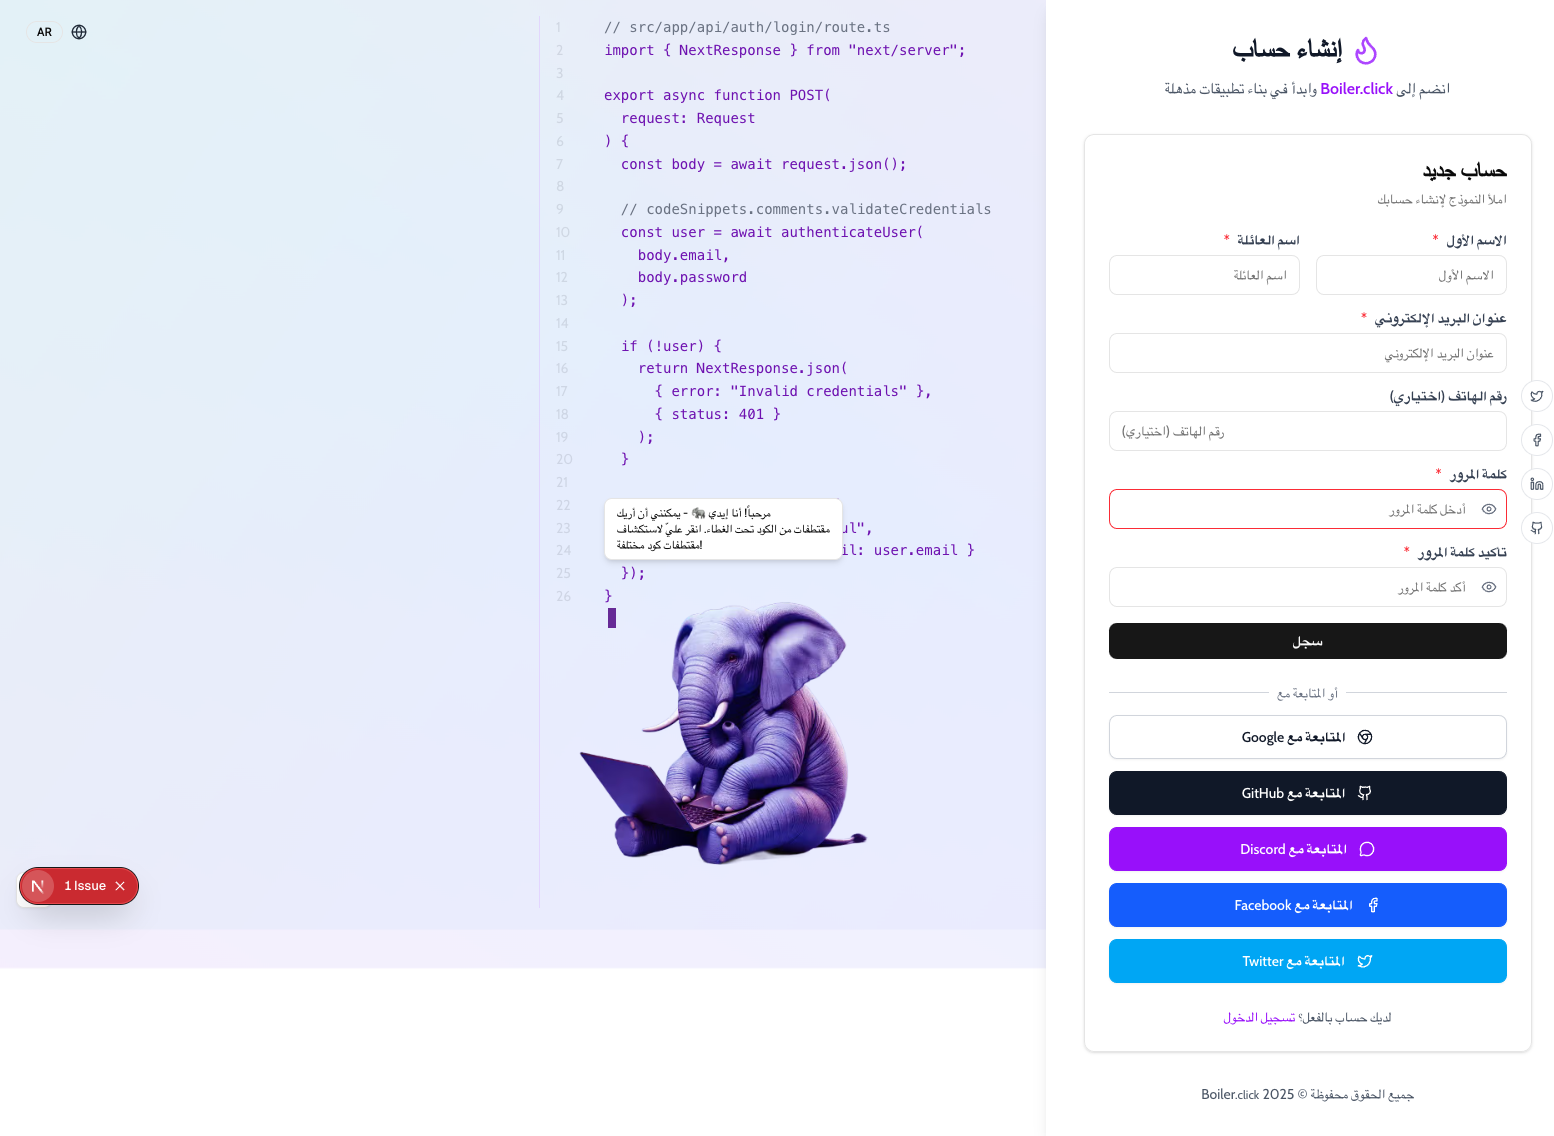 AR
1 // src/app/api/auth/login/route.ts
2 import { NextResponse } from "next/server";
3
4 export async function POST(
5 request: Request
6 ) {
7 const body = await request.json();
8
9 // codeSnippets.comments.validateCredentials
10 const user = await authenticateUser(
11 body.email,
12 body.password
13 );
14
15 if (!user) {
16 return NextResponse.json(
17 { error: "Invalid credentials" },
18 { status: 401 }
19 );
20 }
21
22
23 ul",
24 il: user.email }
25 });
26 }
مرحباً! أنا إيدي 🐘 - يمكنني أن أريك
مقتطفات من الكود تحت الغطاء. انقر عليّ لاستكشاف
مقتطفات كود مختلفة!
1 Issue
إنشاء حساب
انضم إلى Boiler.click وابدأ في بناء تطبيقات مذهلة
حساب جديد
املأ النموذج لإنشاء حسابك
الاسم الأول *
اسم العائلة *
الاسم الأول
اسم العائلة
عنوان البريد الإلكتروني *
عنوان البريد الإلكتروني
رقم الهاتف (اختياري)
رقم الهاتف (اختياري)
كلمة المرور *
أدخل كلمة المرور
تأكيد كلمة المرور *
أكد كلمة المرور
سجل
أو المتابعة مع
المتابعة مع Google
المتابعة مع GitHub
المتابعة مع Discord
المتابعة مع Facebook
المتابعة مع Twitter
لديك حساب بالفعل؟ تسجيل الدخول
جميع الحقوق محفوظة © 2025 Boiler.click